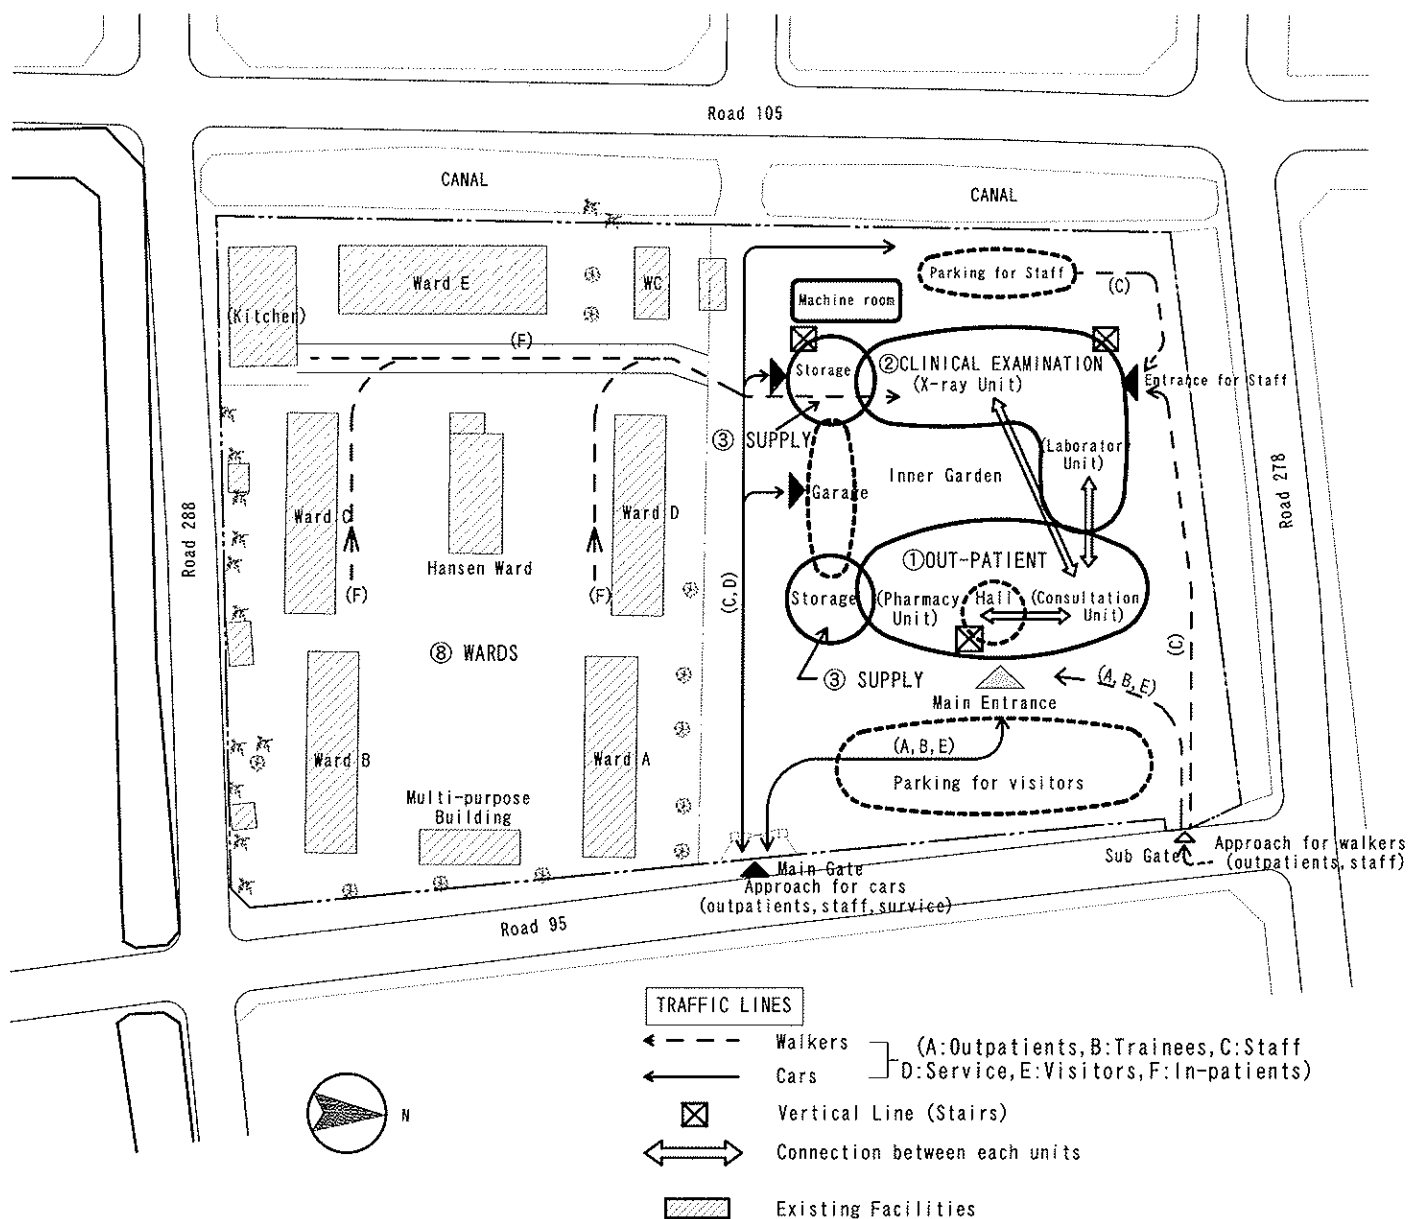 Road 105
CANAL
CANAL
Ward E
WC
(Kitcher)
(F)
Parking for Staff
(C)
Machine room
Storage
②CLINICAL EXAMINATION
(X-ray Unit)
Entrance for Staff
③ SUPPLY
(Laborator
Unit)
Inner Garden
Garage
Road 278
Road 288
Ward C
Ward D
Hansen Ward
(F)
(F)
(C,D)
①OUT-PATIENT
Storage
(Pharmacy
Unit)
Hall
(Consultation
Unit)
(C)
⑧ WARDS
③ SUPPLY
(A,B,E)
Main Entrance
(A,B,E)
Parking for visitors
Ward B
Ward A
Multi-purpose
Building
Main Gate
Approach for cars
(outpatients,staff,survice)
Sub Gate
Approach for walkers
(outpatients,staff)
Road 95
TRAFFIC LINES
Walkers
Cars
(A:Outpatients,B:Trainees,C:Staff
D:Service,E:Visitors,F:In-patients)
N
Vertical Line (Stairs)
Connection between each units
Existing Facilities